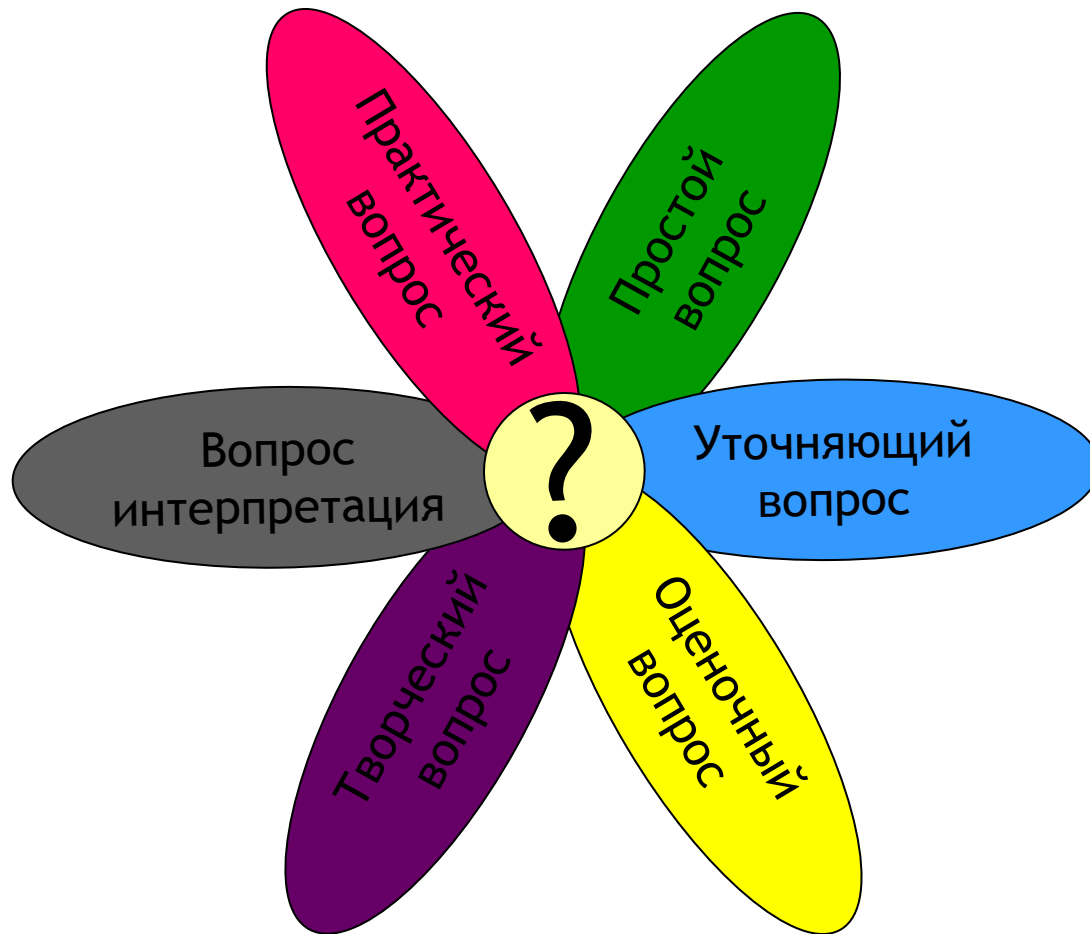 Практический
вопрос
Простой
вопрос
Вопрос
интерпретация
?
Уточняющий
вопрос
Творческий
вопрос
Оценочный
вопрос